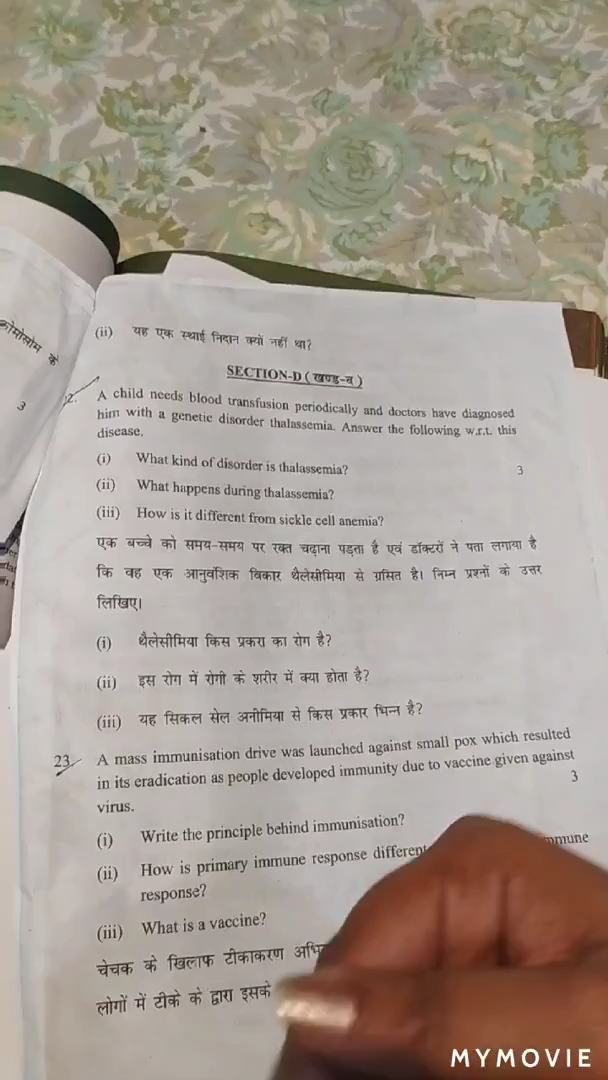 क्रोमोसोम के
3
(ii) यह एक स्थाई निदान क्यों नहीं था?
SECTION-D ( खण्ड-च )
2. A child needs blood transfusion periodically and doctors have diagnosed
him with a genetic disorder thalassemia. Answer the following w.r.t. this
disease.
(i) What kind of disorder is thalassemia? 3
(ii) What happens during thalassemia?
(iii) How is it different from sickle cell anemia?
एक बच्चे को समय-समय पर रक्त चढ़ाना पड़ता है एवं डॉक्टरों ने पता लगाया है
कि वह एक आनुवंशिक विकार थैलेसीमिया से ग्रसित है। निम्न प्रश्नों के उत्तर
लिखिए।
(i) थैलेसीमिया किस प्रकरा का रोग है?
(ii) इस रोग में रोगी के शरीर में क्या होता है?
(iii) यह सिकल सेल अनीमिया से किस प्रकार भिन्न है?
23. A mass immunisation drive was launched against small pox which resulted
in its eradication as people developed immunity due to vaccine given against
virus. 3
(i) Write the principle behind immunisation?
(ii) How is primary immune response different
response?
(iii) What is a vaccine?
चेचक के खिलाफ टीकाकरण
लोगों में टीके के द्वारा इसके
MYMOVIE